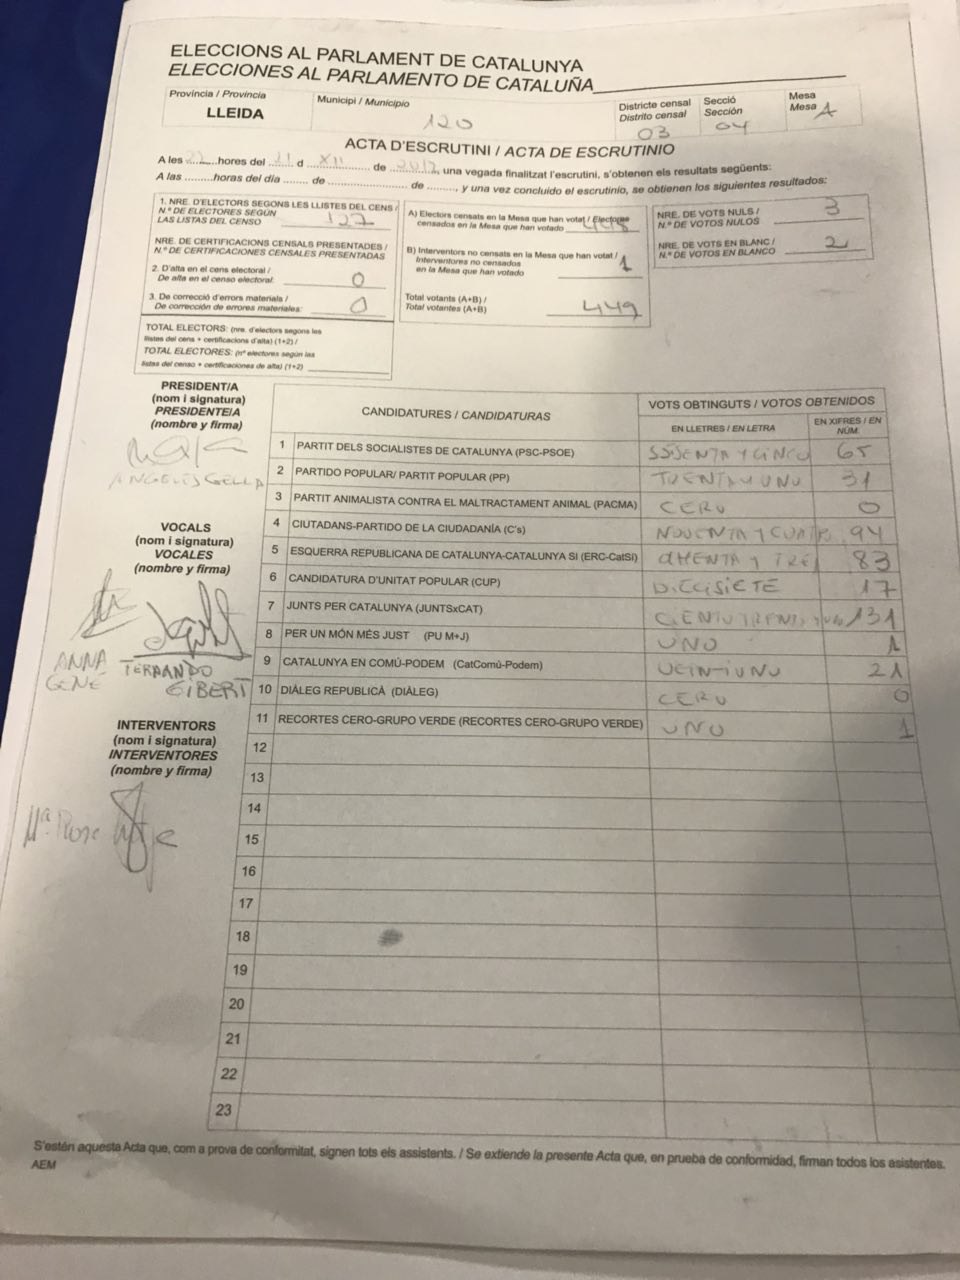 ELECCIONS AL PARLAMENT DE CATALUNYA
ELECCIONES AL PARLAMENTO DE CATALUÑA
Província / Provincia
LLEIDA
Municipi / Municipio
120
Districte censal
Distrito censal
03
Secció
Sección
04
Mesa
Mesa A
ACTA D'ESCRUTINI / ACTA DE ESCRUTINIO
A les ........hores del 21 d XII de 2017, una vegada finalitzat l'escrutini, s'obtenen els resultats següents:
A las .........horas del día ....... de ........................ de ........, y una vez concluido el escrutinio, se obtienen los siguientes resultados:
1. NRE. D'ELECTORS SEGONS LES LLISTES DEL CENS /
N.º DE ELECTORES SEGÚN
LAS LISTAS DEL CENSO 127
NRE. DE CERTIFICACIONS CENSALS PRESENTADES /
N.º DE CERTIFICACIONES CENSALES PRESENTADAS
2. D'alta en el cens electoral /
De alta en el censo electoral: 0
3. De correcció d'errors materials /
De corrección de errores materiales: 0
TOTAL ELECTORS: (nre. d'electors segons les
llistes del cens + certificacions d'alta) (1+2) /
TOTAL ELECTORES: (nº electores según las
listas del censo + certificaciones de alta) (1+2)
A) Electors censats en la Mesa que han votat / Electores
censados en la Mesa que han votado 448
B) Interventors no censats en la Mesa que han votat /
Interventores no censados
en la Mesa que han votado 1
Total votants (A+B) /
Total votantes (A+B) 449
NRE. DE VOTS NULS /
N.º DE VOTOS NULOS 3
NRE. DE VOTS EN BLANC /
N.º DE VOTOS EN BLANCO 2
PRESIDENT/A
(nom i signatura)
PRESIDENTE/A
(nombre y firma)
VOCALS
(nom i signatura)
VOCALES
(nombre y firma)
ANNA
GENÉ
FERNANDO
GIBERT
INTERVENTORS
(nom i signatura)
INTERVENTORES
(nombre y firma)
Mª Rosa
CANDIDATURES / CANDIDATURAS
VOTS OBTINGUTS / VOTOS OBTENIDOS
EN LLETRES / EN LETRA
EN XIFRES / EN NÚM.
1 PARTIT DELS SOCIALISTES DE CATALUNYA (PSC-PSOE) SESENTA Y CINCO 65
2 PARTIDO POPULAR/ PARTIT POPULAR (PP) TREINTA Y UNO 31
3 PARTIT ANIMALISTA CONTRA EL MALTRACTAMENT ANIMAL (PACMA) CERO 0
4 CIUTADANS-PARTIDO DE LA CIUDADANÍA (C's) NOVENTA Y CUATRO 94
5 ESQUERRA REPUBLICANA DE CATALUNYA-CATALUNYA SI (ERC-CatSI) OCHENTA Y TRES 83
6 CANDIDATURA D'UNITAT POPULAR (CUP) DIECISIETE 17
7 JUNTS PER CATALUNYA (JUNTSxCAT) CIENTO TREINTA Y UNO 131
8 PER UN MÓN MÉS JUST (PU M+J) UNO 1
9 CATALUNYA EN COMÚ-PODEM (CatComú-Podem) VEINTIUNO 21
10 DIÀLEG REPUBLICÀ (DIÀLEG) CERO 0
11 RECORTES CERO-GRUPO VERDE (RECORTES CERO-GRUPO VERDE) UNO 1
12
13
14
15
16
17
18
19
20
21
22
23
S'estén aquesta Acta que, com a prova de conformitat, signen tots els assistents. / Se extiende la presente Acta que, en prueba de conformidad, firman todos los asistentes.
AEM